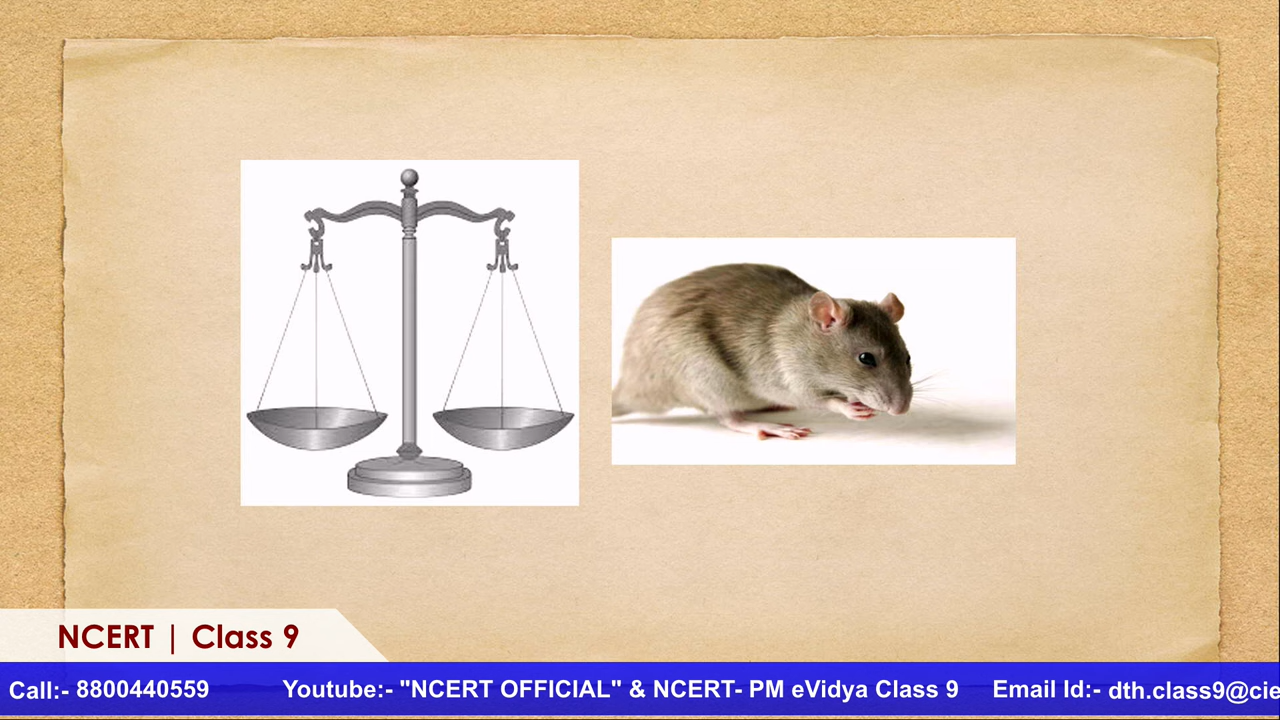 NCERT | Class 9
Call:- 8800440559 Youtube:- "NCERT OFFICIAL" & NCERT- PM eVidya Class 9 Email Id:- dth.class9@cie